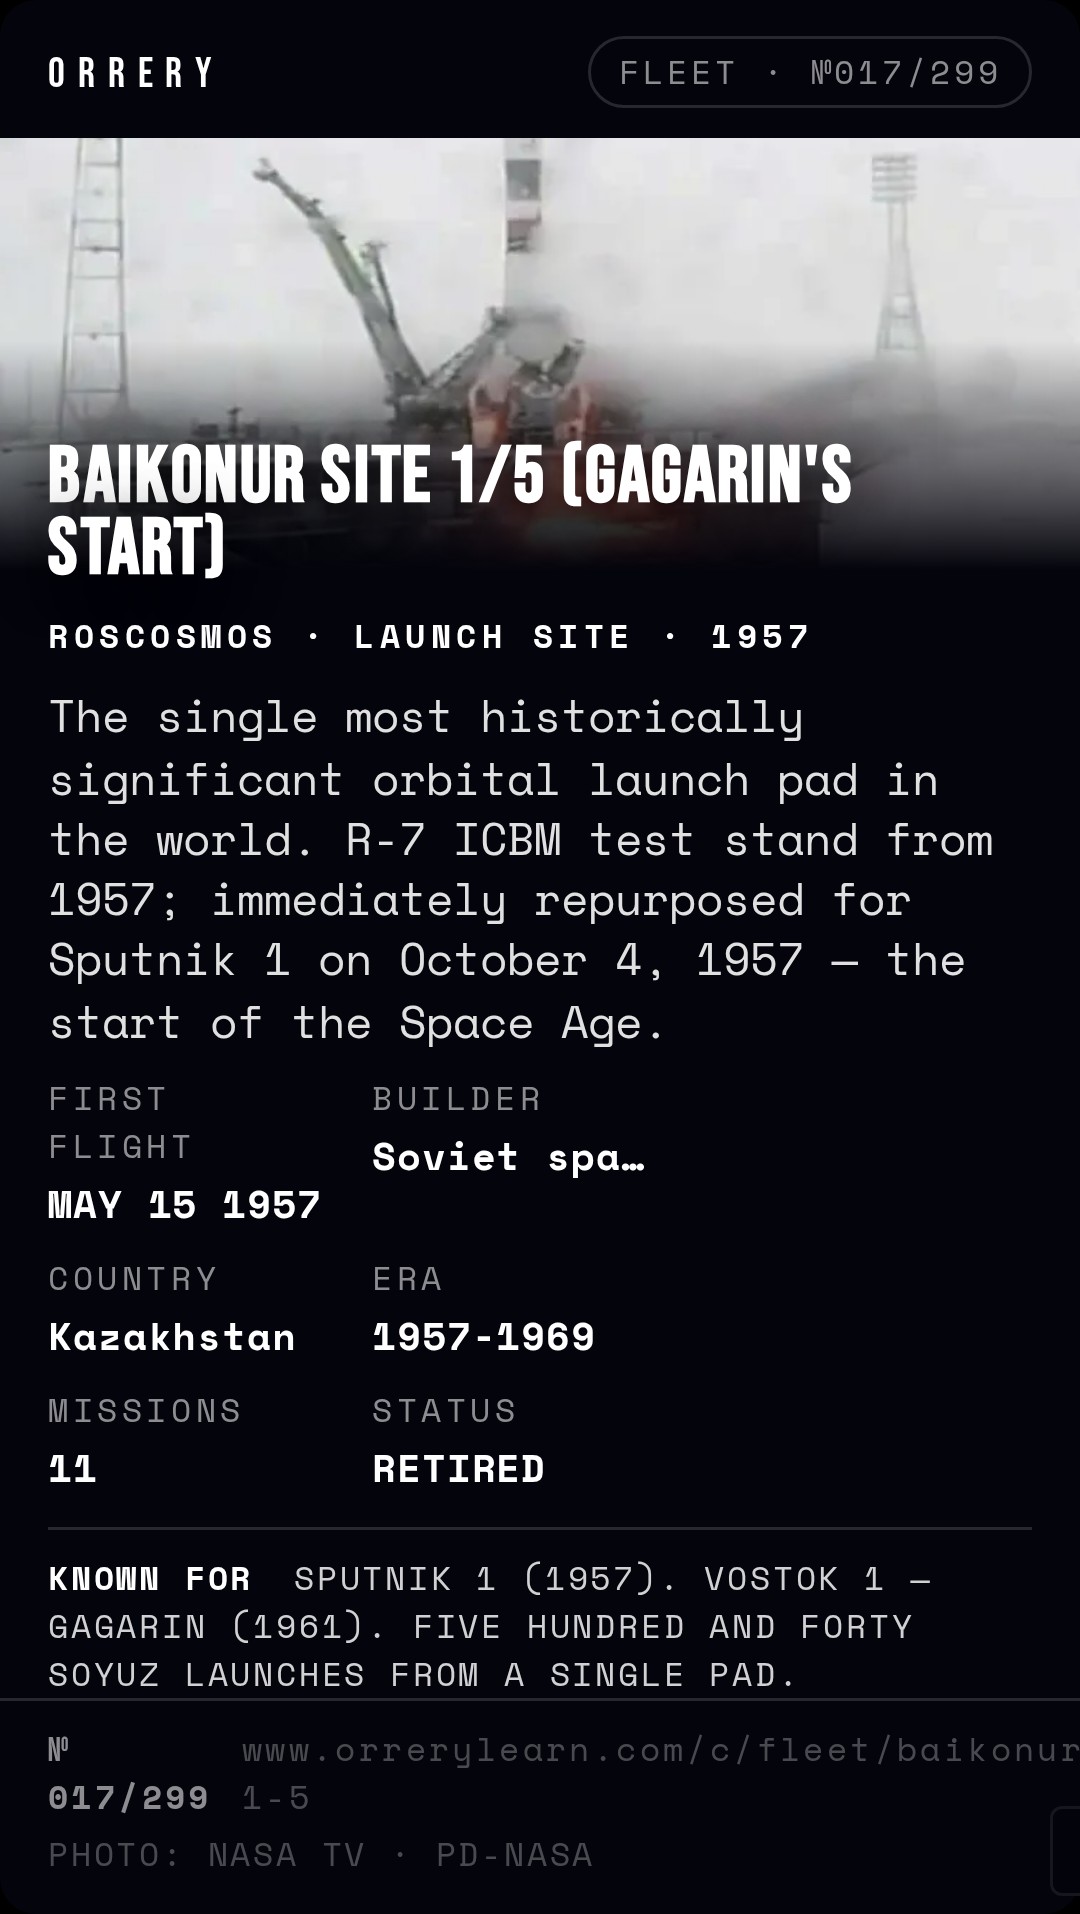 ORRERY
FLEET · №017/299
BAIKONUR SITE 1/5 (GAGARIN'S
START)
ROSCOSMOS · LAUNCH SITE · 1957
The single most historically
significant orbital launch pad in
the world. R-7 ICBM test stand from
1957; immediately repurposed for
Sputnik 1 on October 4, 1957 — the
start of the Space Age.
FIRST
FLIGHT
MAY 15 1957
BUILDER
Soviet spa…
COUNTRY
Kazakhstan
ERA
1957-1969
MISSIONS
11
STATUS
RETIRED
KNOWN FOR SPUTNIK 1 (1957). VOSTOK 1 —
GAGARIN (1961). FIVE HUNDRED AND FORTY
SOYUZ LAUNCHES FROM A SINGLE PAD.
№
017/299
www.orrerylearn.com/c/fleet/baikonur
1-5
PHOTO: NASA TV · PD-NASA